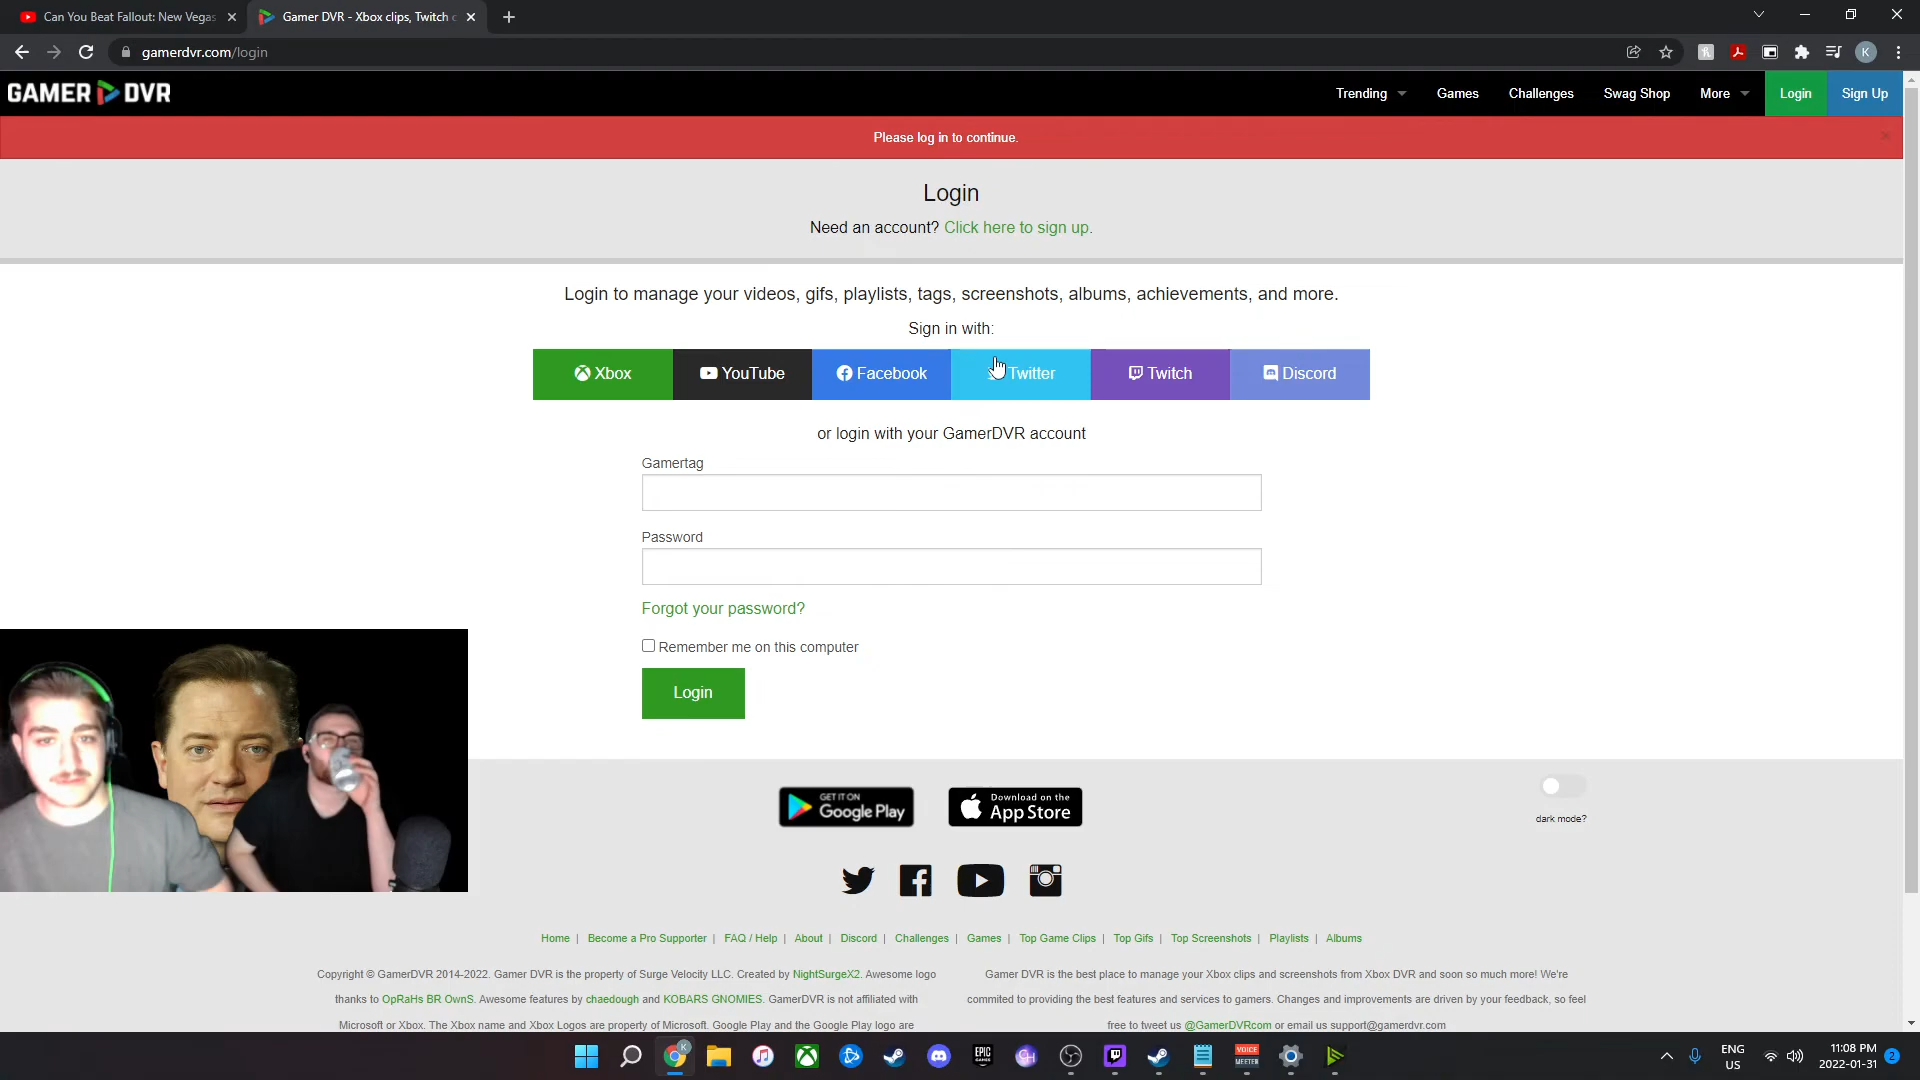 Can You Beat Fallout: New Vegas
Gamer DVR - Xbox clips, Twitch c
gamerdvr.com/login
K
GAMER DVR
Trending
Games
Challenges
Swag Shop
More
Login
Sign Up
Please log in to continue.
Login
Need an account? Click here to sign up.
Login to manage your videos, gifs, playlists, tags, screenshots, albums, achievements, and more.
Sign in with:
Xbox
YouTube
Facebook
Twitter
Twitch
Discord
or login with your GamerDVR account
Gamertag
Password
Forgot your password?
Remember me on this computer
Login
GET IT ON
Google Play
Download on the
App Store
dark mode?
Home | Become a Pro Supporter | FAQ / Help | About | Discord | Challenges | Games | Top Game Clips | Top Gifs | Top Screenshots | Playlists | Albums
Copyright © GamerDVR 2014-2022. Gamer DVR is the property of Surge Velocity LLC. Created by NightSurgeX2. Awesome logo
thanks to OpRaHs BR OwnS. Awesome features by chaedough and KOBARS GNOMIES. GamerDVR is not affiliated with
Microsoft or Xbox. The Xbox name and Xbox Logos are property of Microsoft. Google Play and the Google Play logo are
Gamer DVR is the best place to manage your Xbox clips and screenshots from Xbox DVR and soon so much more! We're
commited to providing the best features and services to gamers. Changes and improvements are driven by your feedback, so feel
free to tweet us @GamerDVRcom or email us support@gamerdvr.com
K
EPIC
GAMES
CH
VOICE
MEETER
ENG
US
11:08 PM
2022-01-31
2